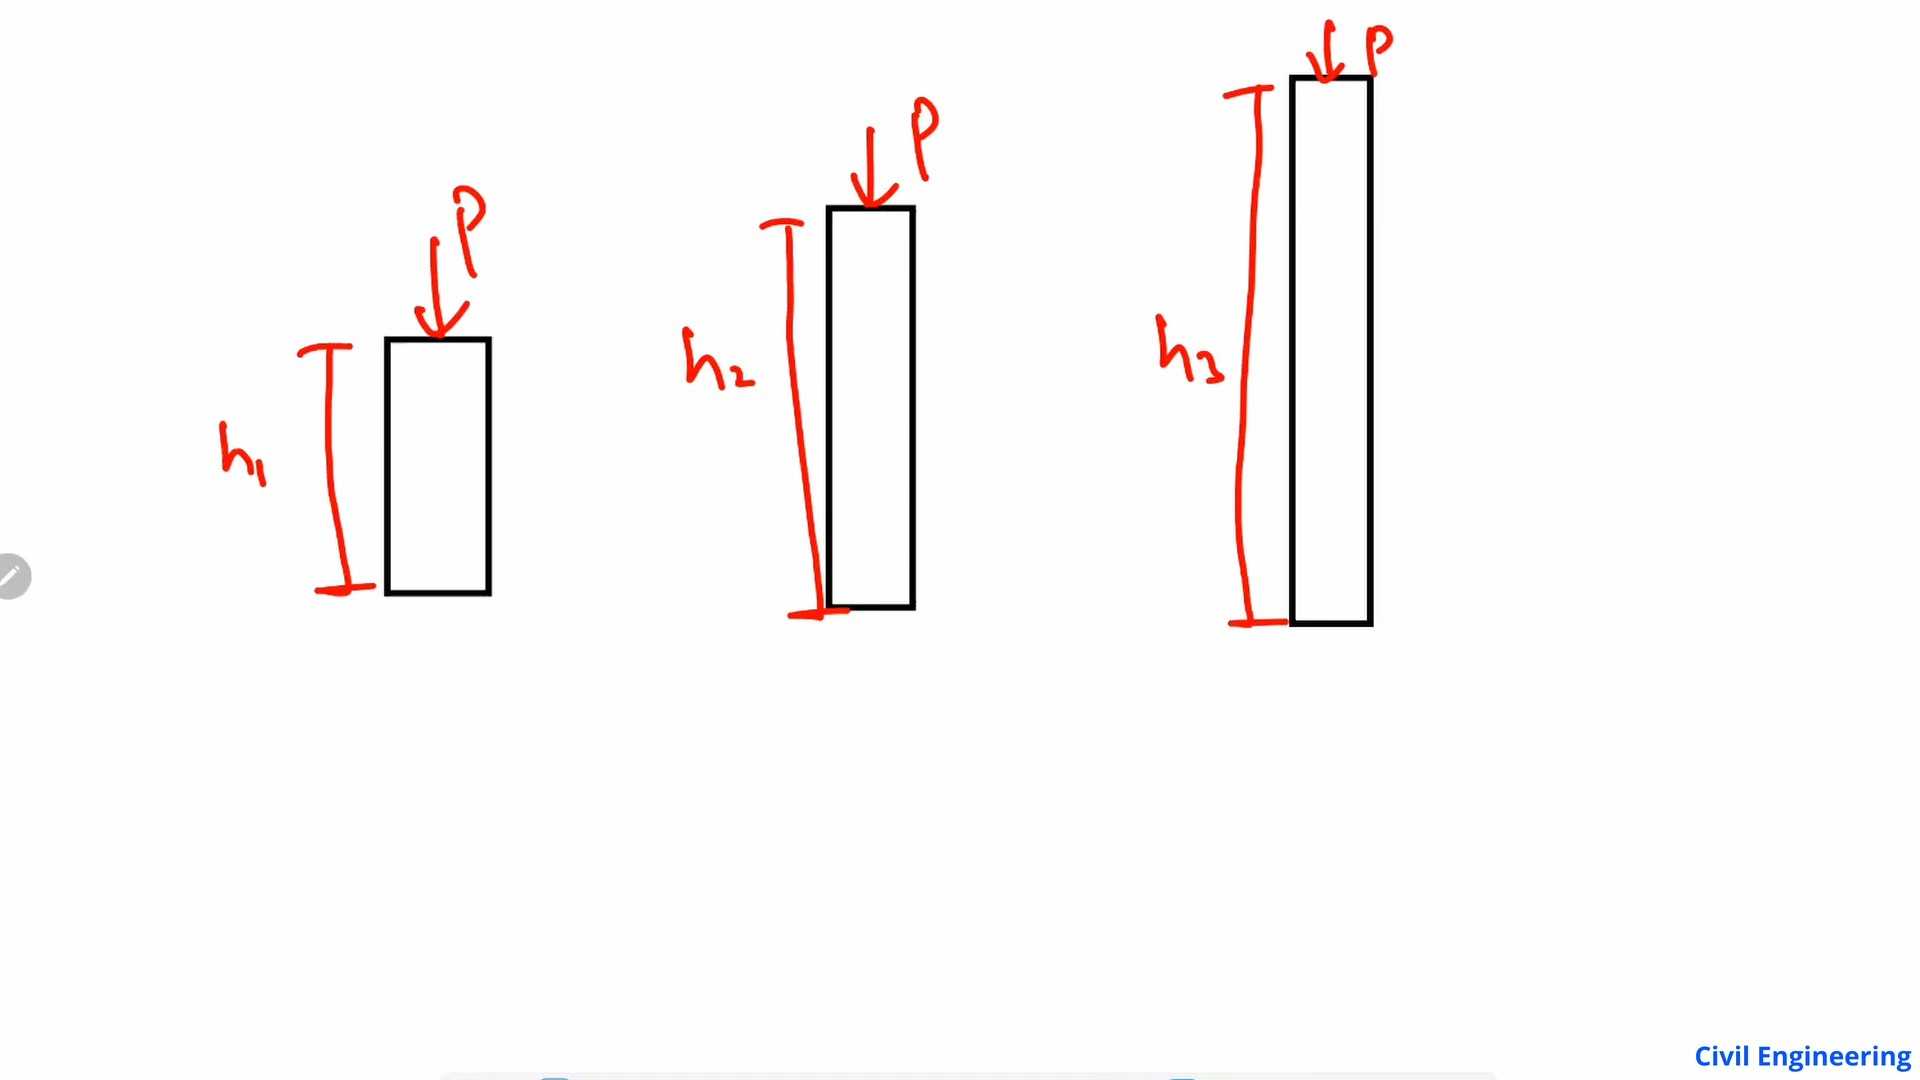 P
h₁
P
h₂
P
h₃
Civil Engineering